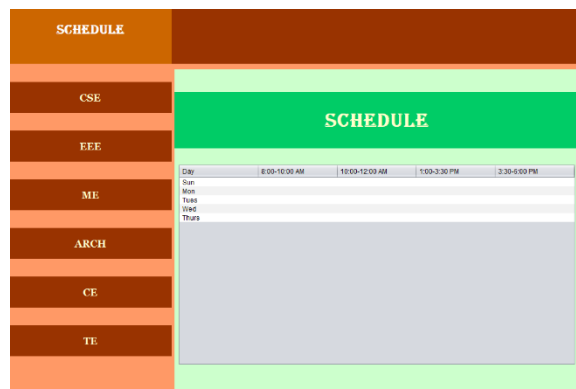 SCHEDULE
CSE
EEE
ME
ARCH
CE
TE
SCHEDULE
Day 8:00-10:00 AM 10:00-12:00 AM 1:00-3:30 PM 3:30-6:00 PM
Sun
Mon
Tues
Wed
Thurs